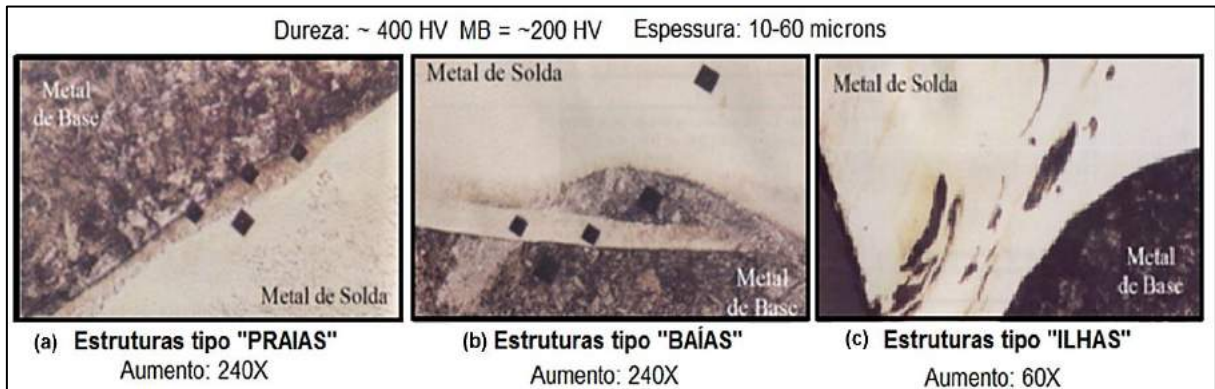 Dureza: ~ 400 HV MB = ~200 HV Espessura: 10-60 microns
Metal
de Base
Metal de Solda
(a) Estruturas tipo "PRAIAS"
Aumento: 240X
Metal de Solda
Metal
de Base
(b) Estruturas tipo "BAÍAS"
Aumento: 240X
Metal de Solda
Metal
de Base
(c) Estruturas tipo "ILHAS"
Aumento: 60X